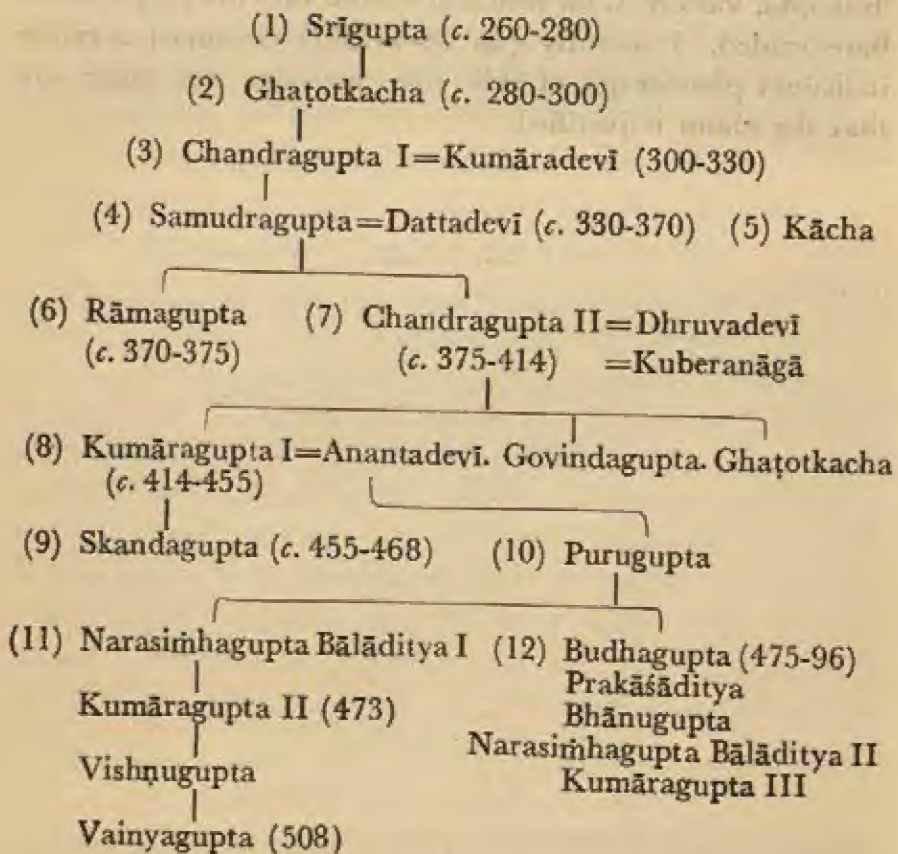 (1) Srīgupta (c. 260-280)
(2) Ghaṭotkacha (c. 280-300)
(3) Chandragupta I=Kumāradevī (300-330)
(4) Samudragupta=Dattadevī (c. 330-370) (5) Kācha
(6) Rāmagupta (7) Chandragupta II=Dhruvadevī
(c. 370-375) (c. 375-414) =Kuberanāgā
(8) Kumāragupta I=Anantadevī. Govindagupta. Ghaṭotkacha
(c. 414-455)
(9) Skandagupta (c. 455-468) (10) Purugupta
(11) Narasiṁhagupta Bālāditya I (12) Budhagupta (475-96)
Prakāśāditya
Kumāragupta II (473) Bhānugupta
Narasiṁhagupta Bālāditya II
Vishṇugupta Kumāragupta III
Vainyagupta (508)